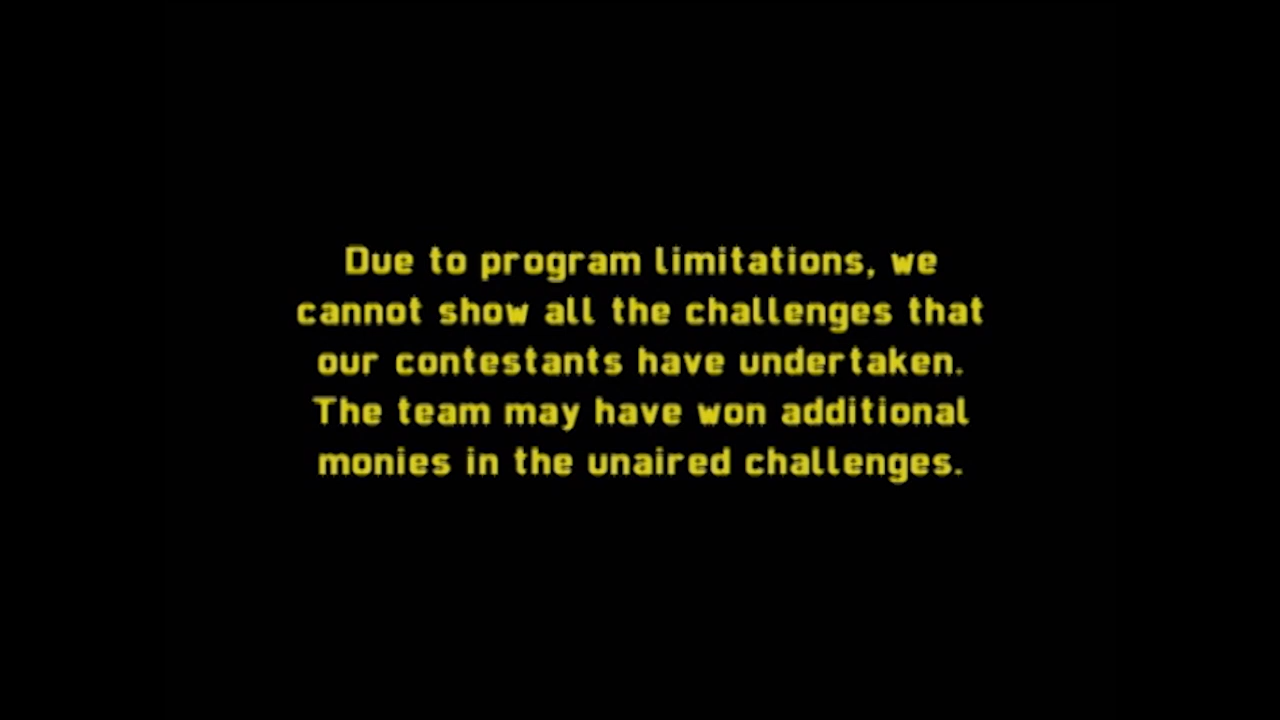 Due to program limitations, we
cannot show all the challenges that
our contestants have undertaken.
The team may have won additional
monies in the unaired challenges.